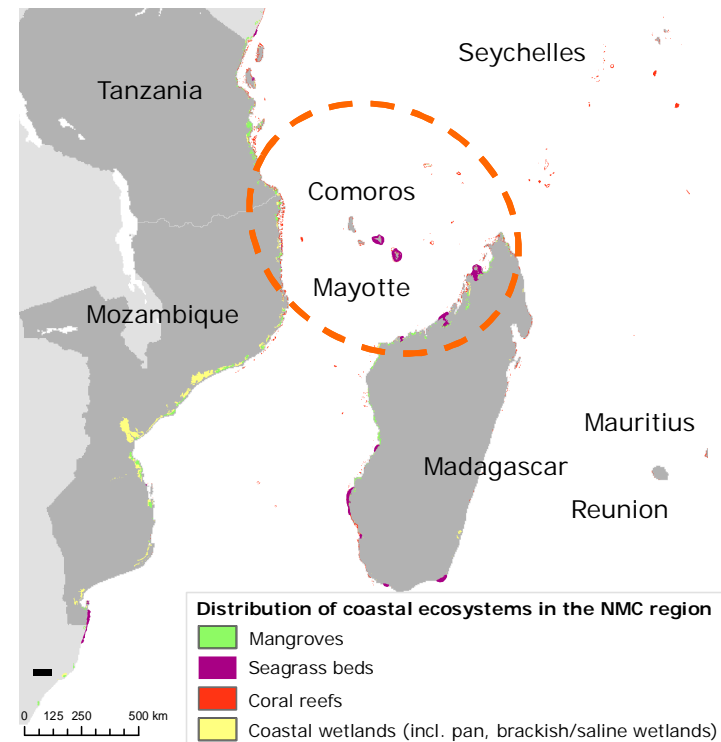 Seychelles
Tanzania
Comoros
Mayotte
Mozambique
Mauritius
Madagascar
Reunion
Distribution of coastal ecosystems in the NMC region
Mangroves
Seagrass beds
Coral reefs
Coastal wetlands (incl. pan, brackish/saline wetlands)
0 125 250 500 km